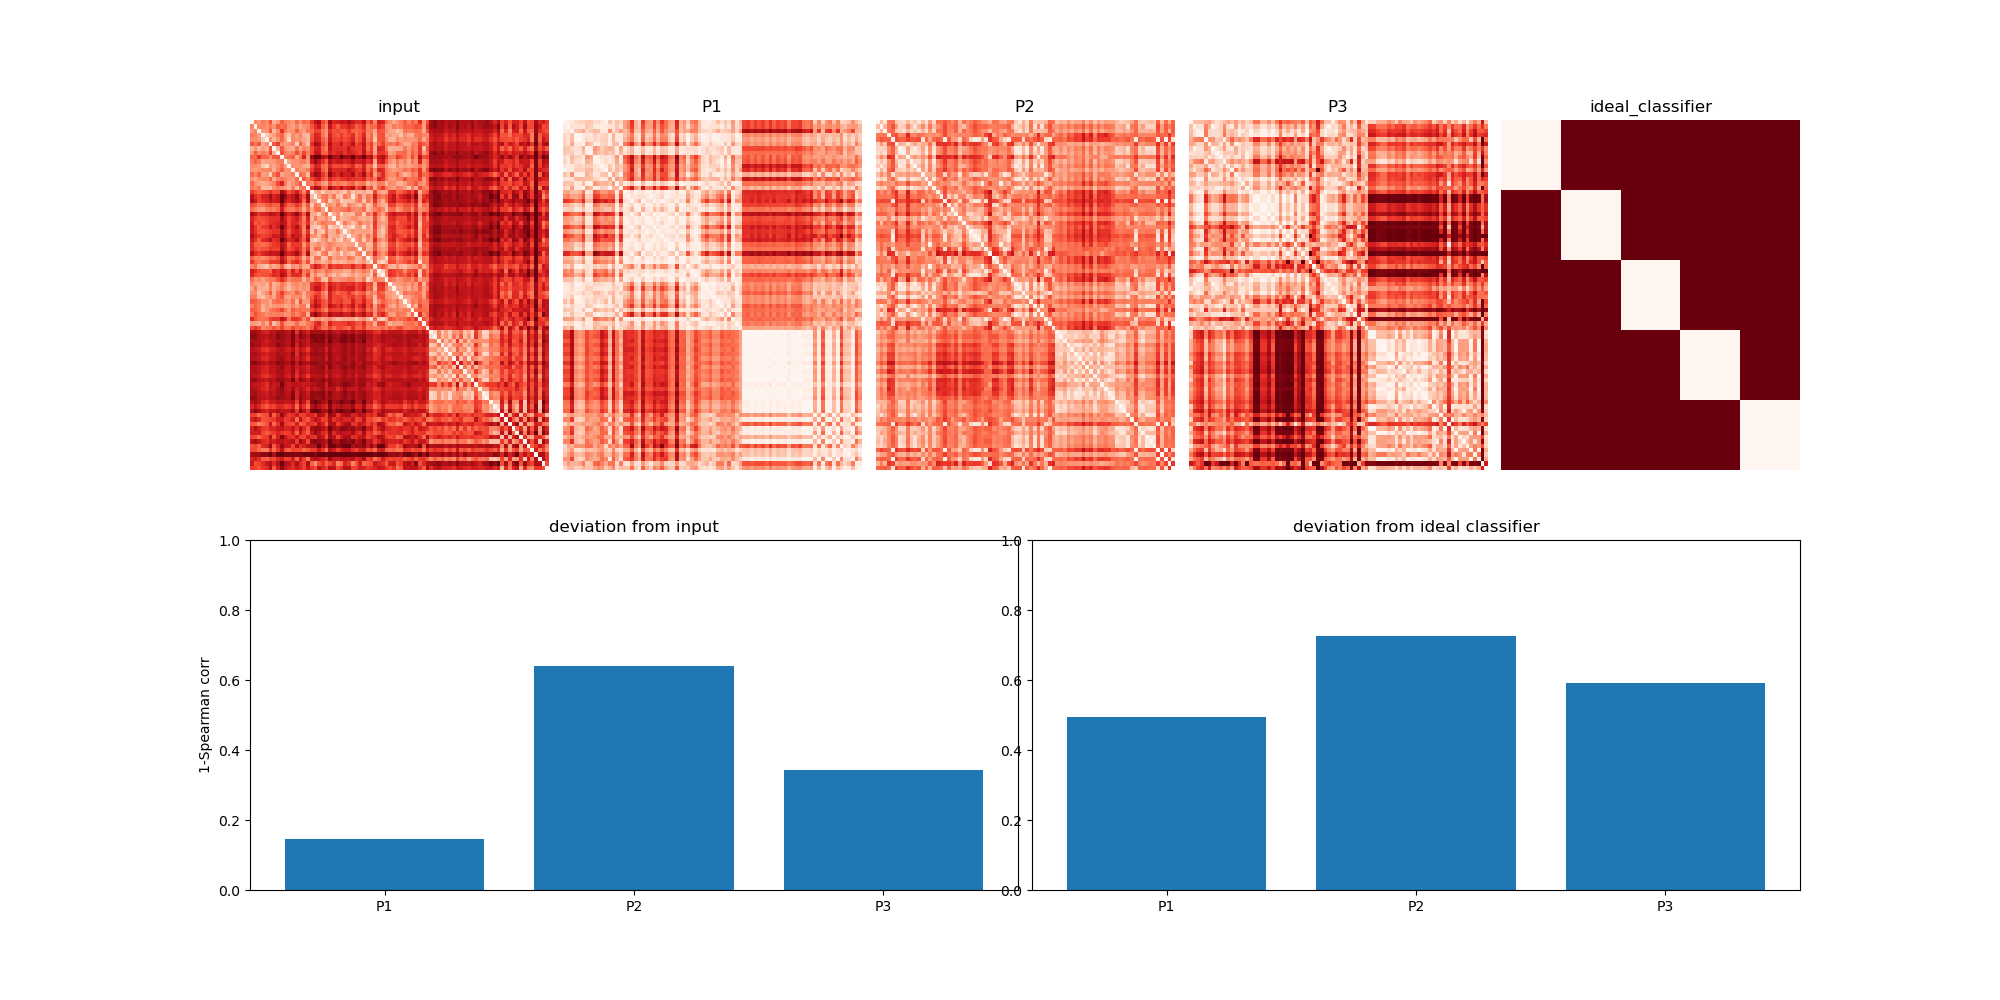 input P1 P2 P3 ideal_classifier
deviation from input
1-Spearman corr
1.0
0.8
0.6
0.4
0.2
0.0
P1 P2 P3
deviation from ideal classifier
1.0
0.8
0.6
0.4
0.2
0.0
P1 P2 P3